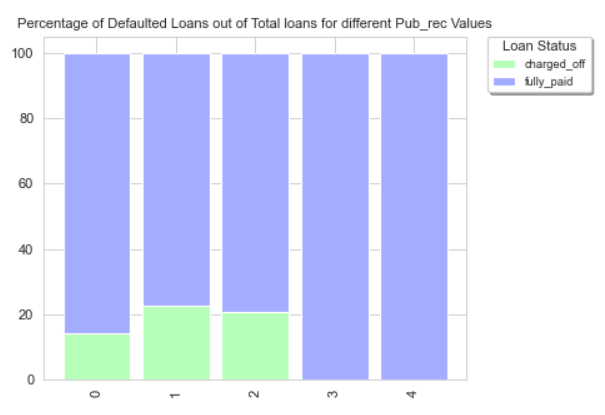 Percentage of Defaulted Loans out of Total loans for different Pub_rec Values
100
80
60
40
20
0
0
1
2
3
4
Loan Status
charged_off
fully_paid